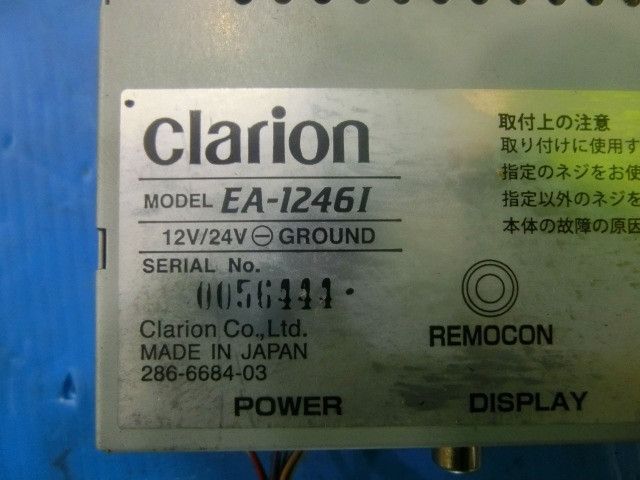 clarion
MODEL EA-1246I
12V/24V ⊖ GROUND
SERIAL No.
0056444
Clarion Co.,Ltd.
MADE IN JAPAN
286-6684-03
POWER
取付上の注意
取り付けに使用す
指定のネジをお使
指定以外のネジを
本体の故障の原因
REMOCON
DISPLAY